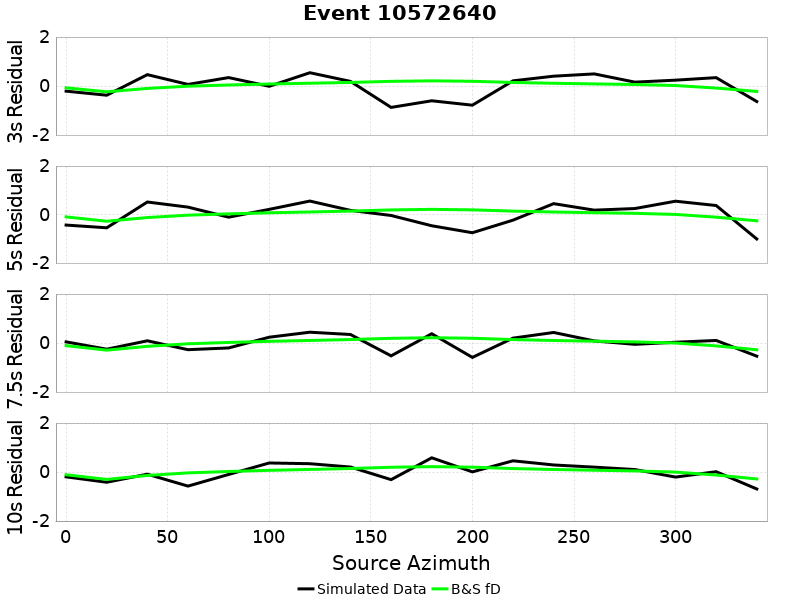 Event 10572640
3s Residual
2
0
-2
5s Residual
2
0
-2
7.5s Residual
2
0
-2
10s Residual
2
0
-2
0 50 100 150 200 250 300
Source Azimuth
Simulated Data B&S fD